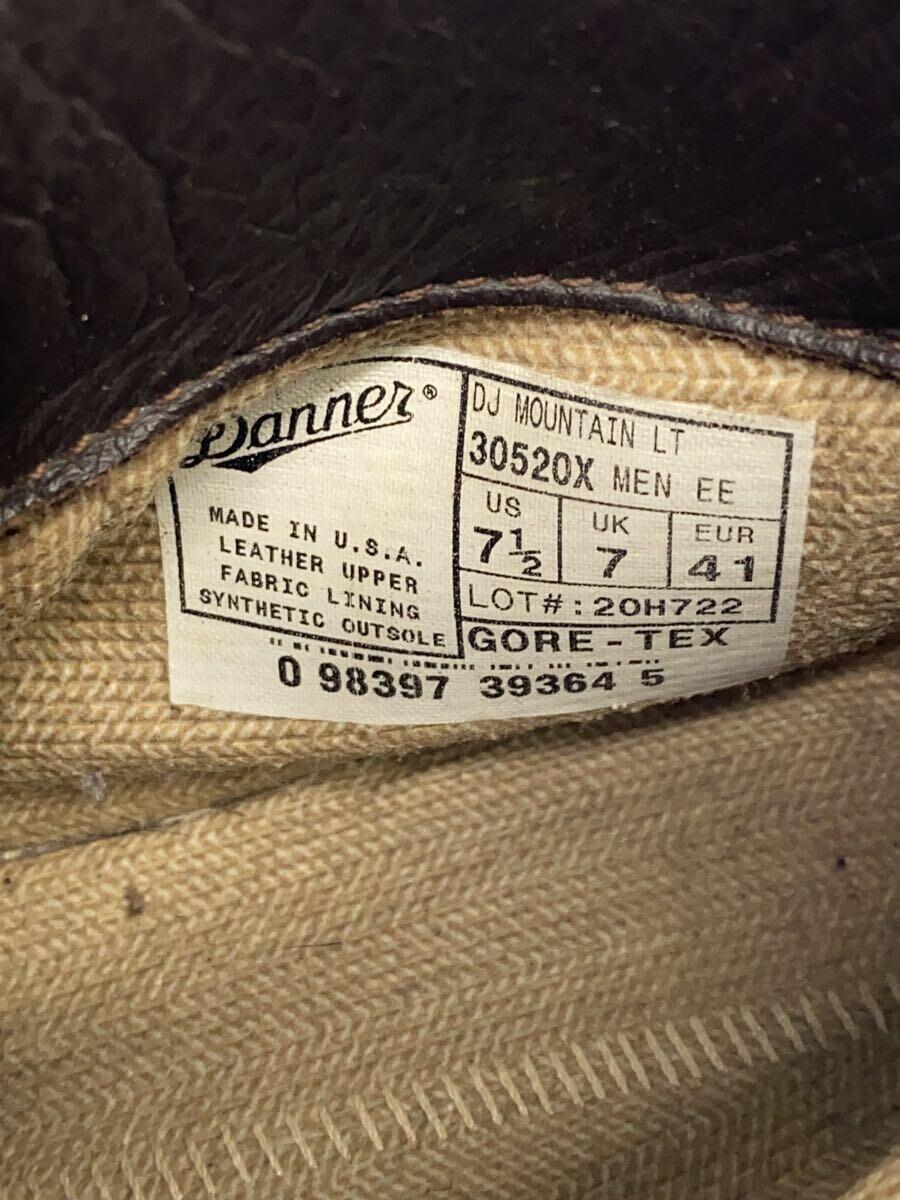 Danner®
MADE IN U.S.A.
LEATHER UPPER
FABRIC LINING
SYNTHETIC OUTSOLE
DJ MOUNTAIN LT
30520X MEN EE
US UK EUR
7½ 7 41
LOT#:20H722
GORE-TEX
0 98397 39364 5